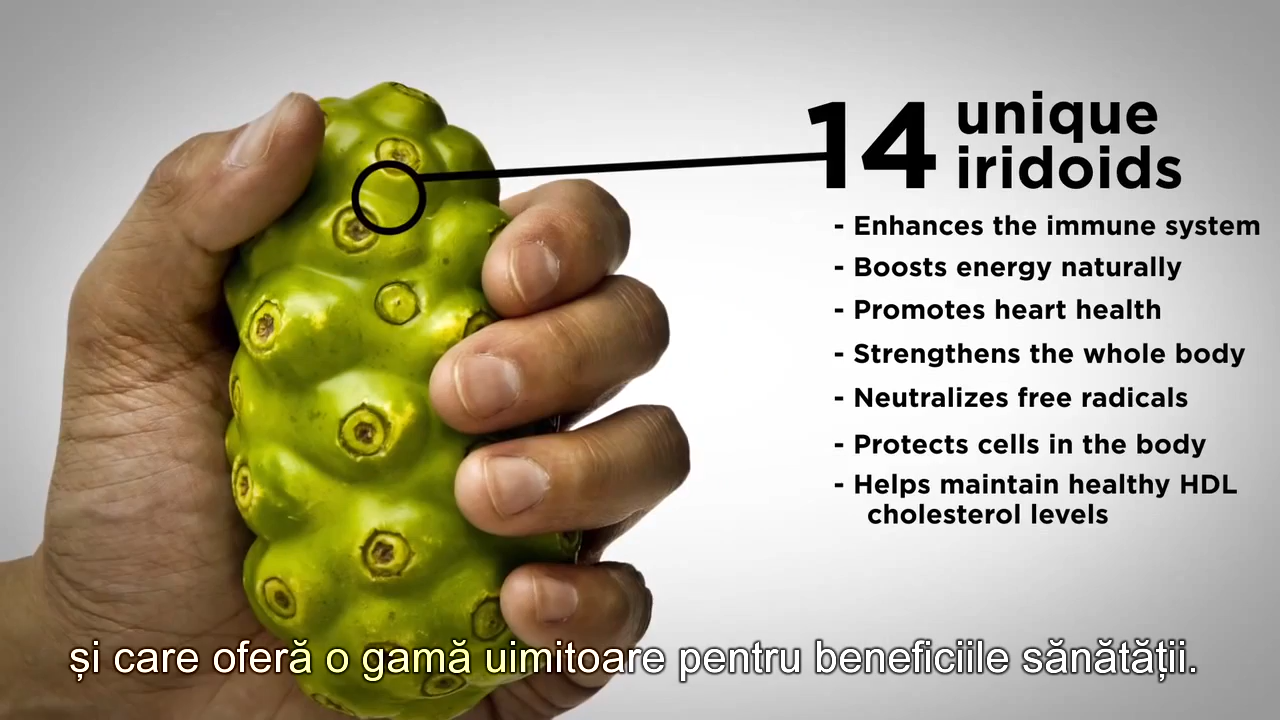 14 unique
iridoids
- Enhances the immune system
- Boosts energy naturally
- Promotes heart health
- Strengthens the whole body
- Neutralizes free radicals
- Protects cells in the body
- Helps maintain healthy HDL
cholesterol levels
și care oferă o gamă uimitoare pentru beneficiile sănătății.